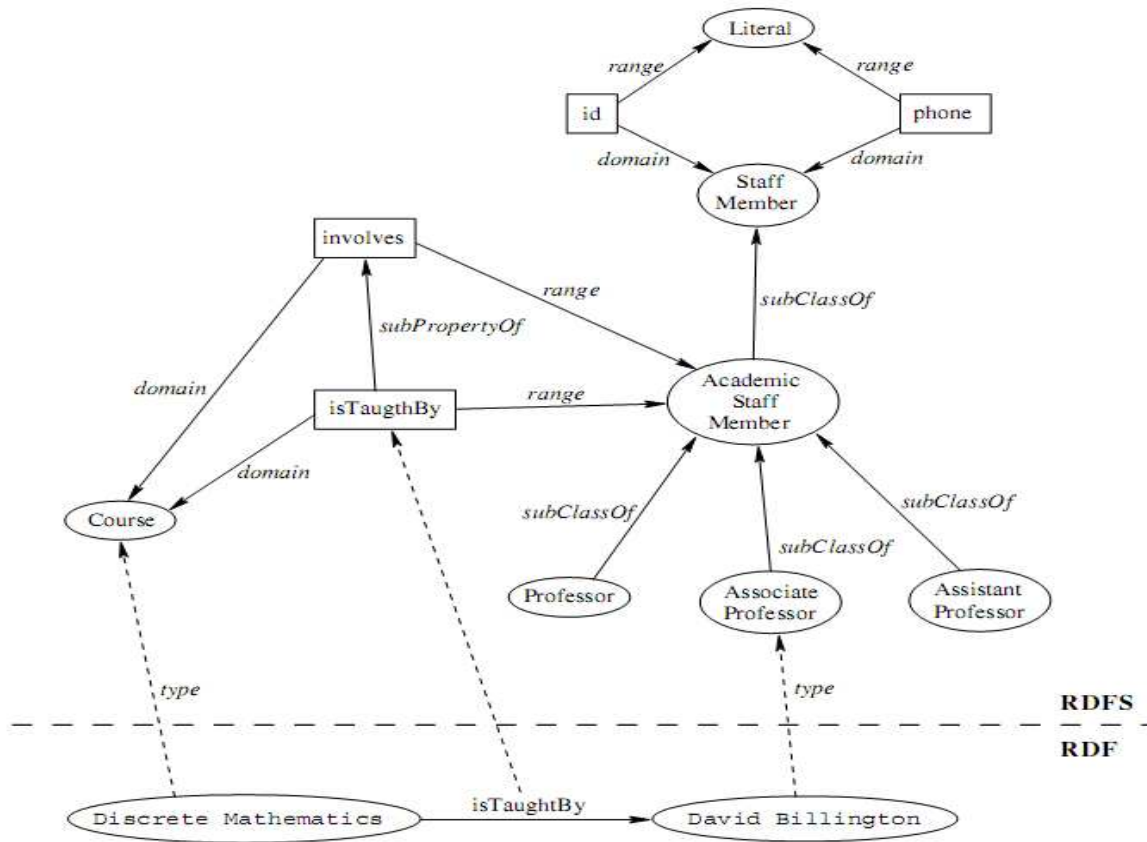 Literal
range
range
id
phone
domain
domain
Staff
Member
involves
range
subClassOf
subPropertyOf
domain
Academic
Staff
Member
range
isTaugthBy
domain
Course
subClassOf
subClassOf
subClassOf
Professor
Associate
Professor
Assistant
Professor
type
type
RDFS
RDF
isTaughtBy
Discrete Mathematics
David Billington